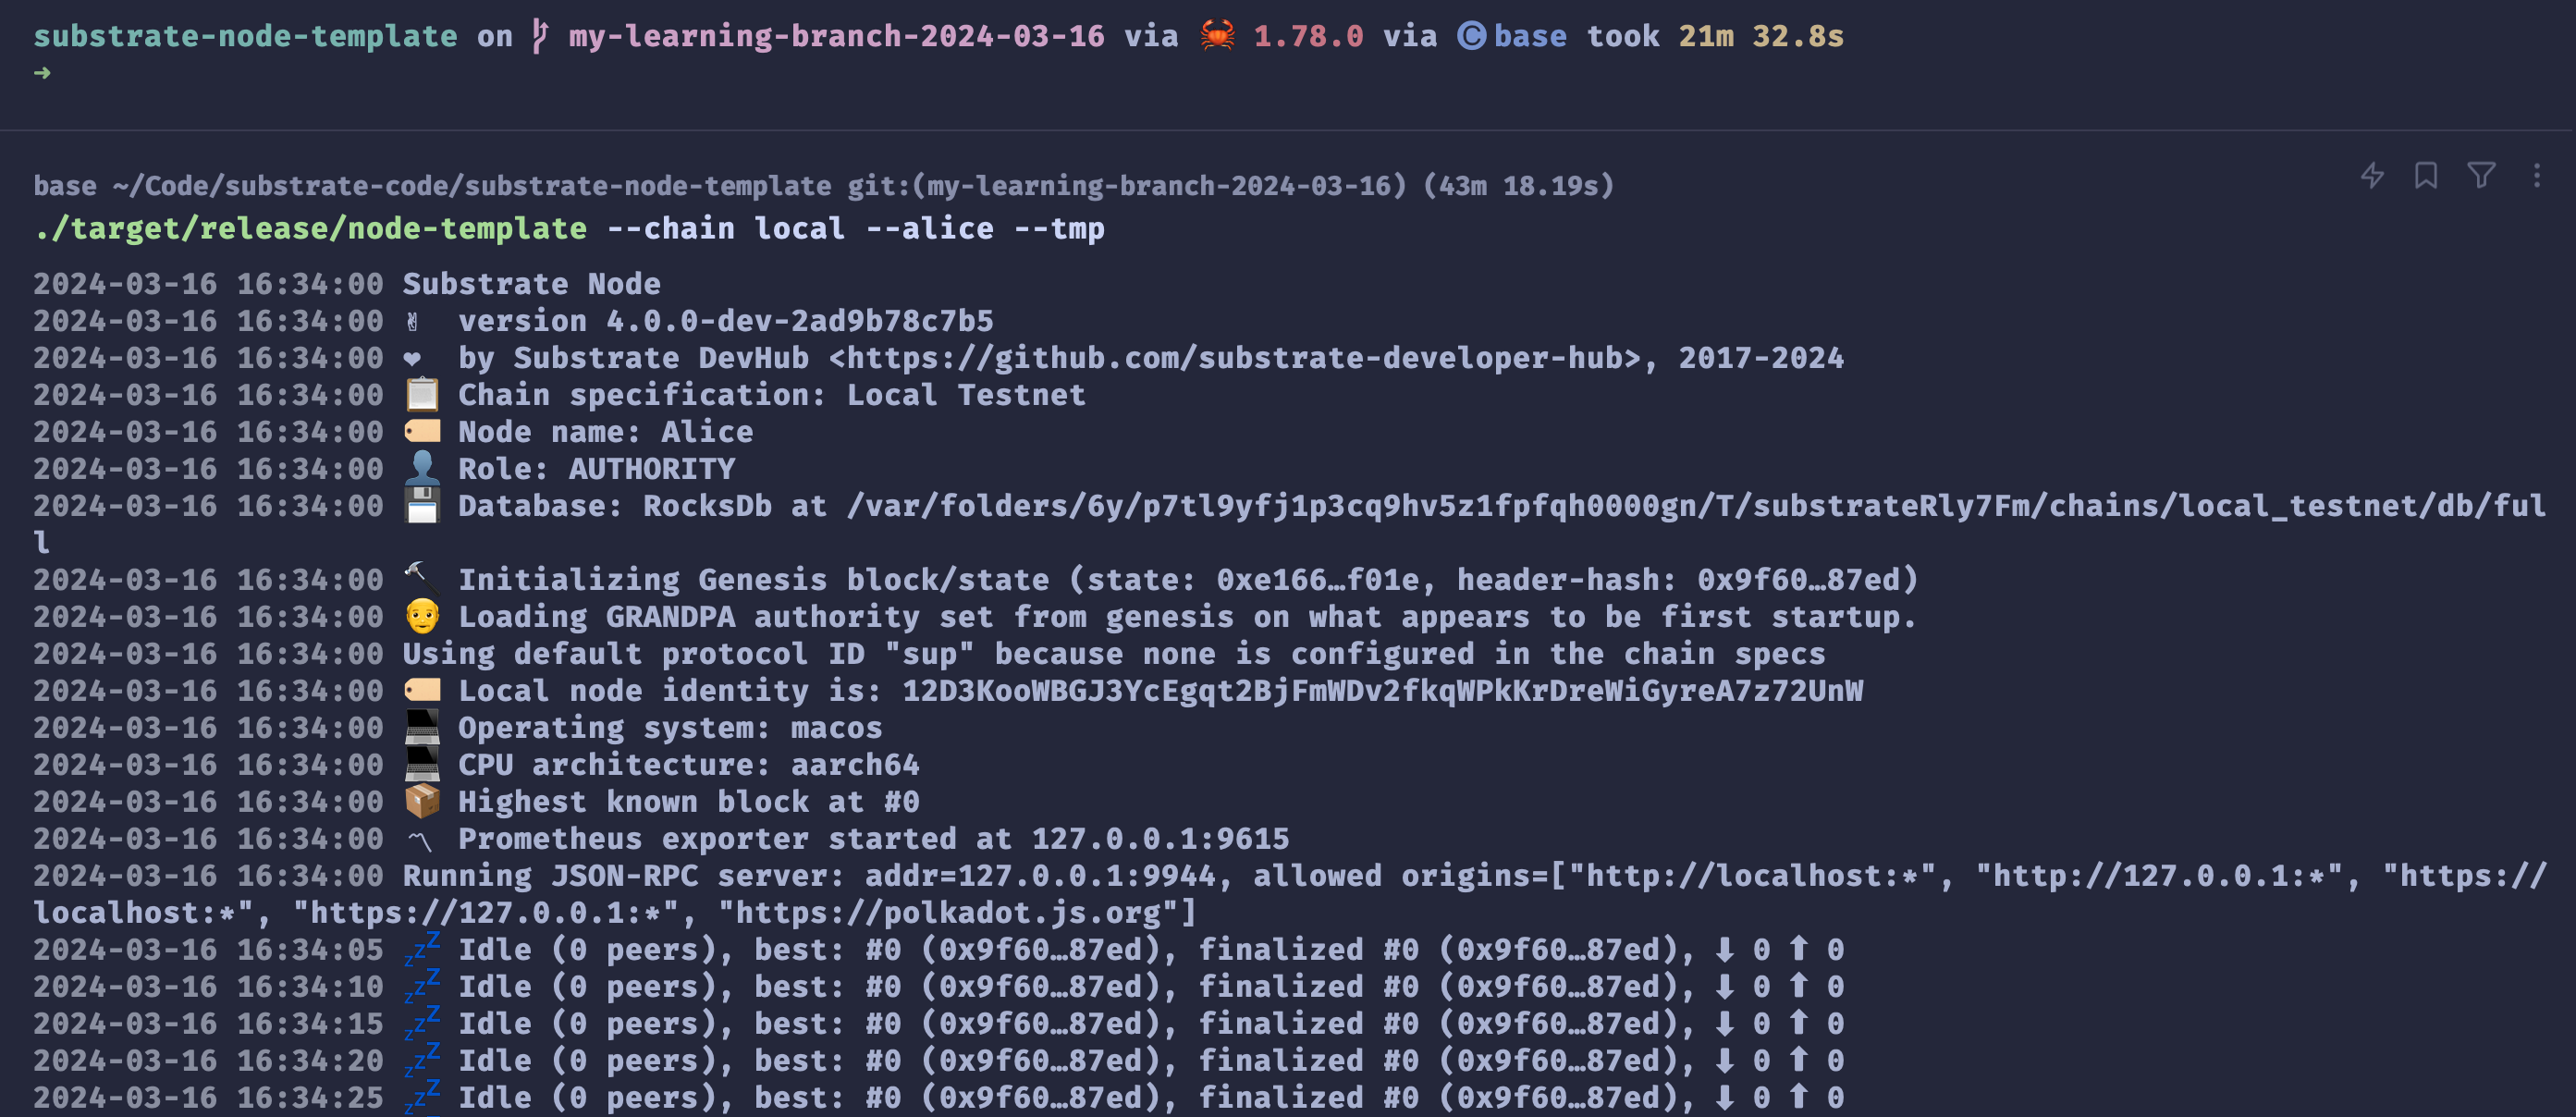 substrate-node-template on my-learning-branch-2024-03-16 via 🦀 1.78.0 via ©base took 21m 32.8s
➜
base ~/Code/substrate-code/substrate-node-template git:(my-learning-branch-2024-03-16) (43m 18.19s)
./target/release/node-template --chain local --alice --tmp
2024-03-16 16:34:00 Substrate Node
2024-03-16 16:34:00 ✌ version 4.0.0-dev-2ad9b78c7b5
2024-03-16 16:34:00 ❤ by Substrate DevHub <https://github.com/substrate-developer-hub>, 2017-2024
2024-03-16 16:34:00 📋 Chain specification: Local Testnet
2024-03-16 16:34:00 🏷 Node name: Alice
2024-03-16 16:34:00 👤 Role: AUTHORITY
2024-03-16 16:34:00 💾 Database: RocksDb at /var/folders/6y/p7tl9yfj1p3cq9hv5z1fpfqh0000gn/T/substrateRly7Fm/chains/local_testnet/db/ful
l
2024-03-16 16:34:00 🔨 Initializing Genesis block/state (state: 0xe166…f01e, header-hash: 0x9f60…87ed)
2024-03-16 16:34:00 👴 Loading GRANDPA authority set from genesis on what appears to be first startup.
2024-03-16 16:34:00 Using default protocol ID "sup" because none is configured in the chain specs
2024-03-16 16:34:00 🏷 Local node identity is: 12D3KooWBGJ3YcEgqt2BjFmWDv2fkqWPkKrDreWiGyreA7z72UnW
2024-03-16 16:34:00 💻 Operating system: macos
2024-03-16 16:34:00 💻 CPU architecture: aarch64
2024-03-16 16:34:00 📦 Highest known block at #0
2024-03-16 16:34:00 〽 Prometheus exporter started at 127.0.0.1:9615
2024-03-16 16:34:00 Running JSON-RPC server: addr=127.0.0.1:9944, allowed origins=["http://localhost:*", "http://127.0.0.1:*", "https://
localhost:*", "https://127.0.0.1:*", "https://polkadot.js.org"]
2024-03-16 16:34:05 💤 Idle (0 peers), best: #0 (0x9f60…87ed), finalized #0 (0x9f60…87ed), ⬇ 0 ⬆ 0
2024-03-16 16:34:10 💤 Idle (0 peers), best: #0 (0x9f60…87ed), finalized #0 (0x9f60…87ed), ⬇ 0 ⬆ 0
2024-03-16 16:34:15 💤 Idle (0 peers), best: #0 (0x9f60…87ed), finalized #0 (0x9f60…87ed), ⬇ 0 ⬆ 0
2024-03-16 16:34:20 💤 Idle (0 peers), best: #0 (0x9f60…87ed), finalized #0 (0x9f60…87ed), ⬇ 0 ⬆ 0
2024-03-16 16:34:25 💤 Idle (0 peers), best: #0 (0x9f60…87ed), finalized #0 (0x9f60…87ed), ⬇ 0 ⬆ 0